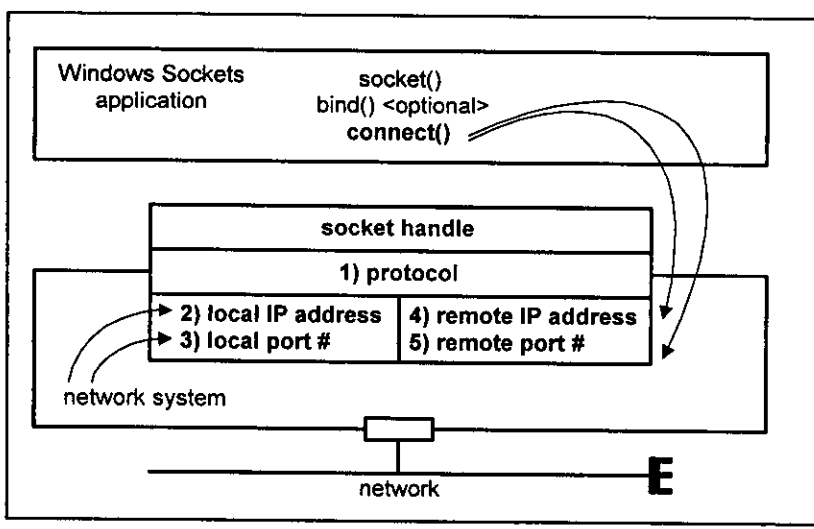 Windows Sockets
application
socket()
bind() <optional>
connect()
socket handle
1) protocol
2) local IP address
3) local port #
4) remote IP address
5) remote port #
network system
network